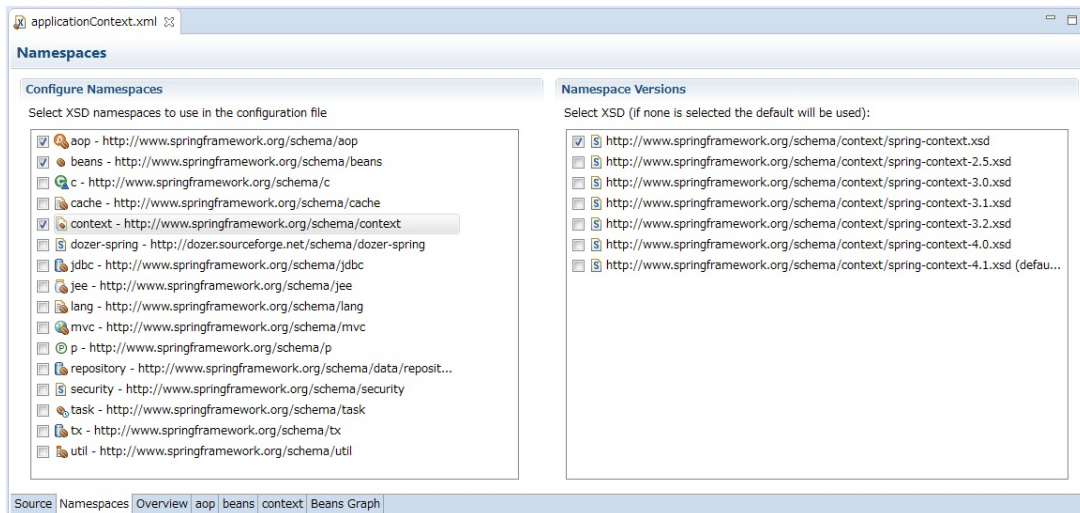 applicationContext.xml
Namespaces
Configure Namespaces
Select XSD namespaces to use in the configuration file
aop - http://www.springframework.org/schema/aop
beans - http://www.springframework.org/schema/beans
c - http://www.springframework.org/schema/c
cache - http://www.springframework.org/schema/cache
context - http://www.springframework.org/schema/context
dozer-spring - http://dozer.sourceforge.net/schema/dozer-spring
jdbc - http://www.springframework.org/schema/jdbc
jee - http://www.springframework.org/schema/jee
lang - http://www.springframework.org/schema/lang
mvc - http://www.springframework.org/schema/mvc
p - http://www.springframework.org/schema/p
repository - http://www.springframework.org/schema/data/reposit...
security - http://www.springframework.org/schema/security
task - http://www.springframework.org/schema/task
tx - http://www.springframework.org/schema/tx
util - http://www.springframework.org/schema/util
Namespace Versions
Select XSD (if none is selected the default will be used):
http://www.springframework.org/schema/context/spring-context.xsd
http://www.springframework.org/schema/context/spring-context-2.5.xsd
http://www.springframework.org/schema/context/spring-context-3.0.xsd
http://www.springframework.org/schema/context/spring-context-3.1.xsd
http://www.springframework.org/schema/context/spring-context-3.2.xsd
http://www.springframework.org/schema/context/spring-context-4.0.xsd
http://www.springframework.org/schema/context/spring-context-4.1.xsd (defau...
Source Namespaces Overview aop beans context Beans Graph